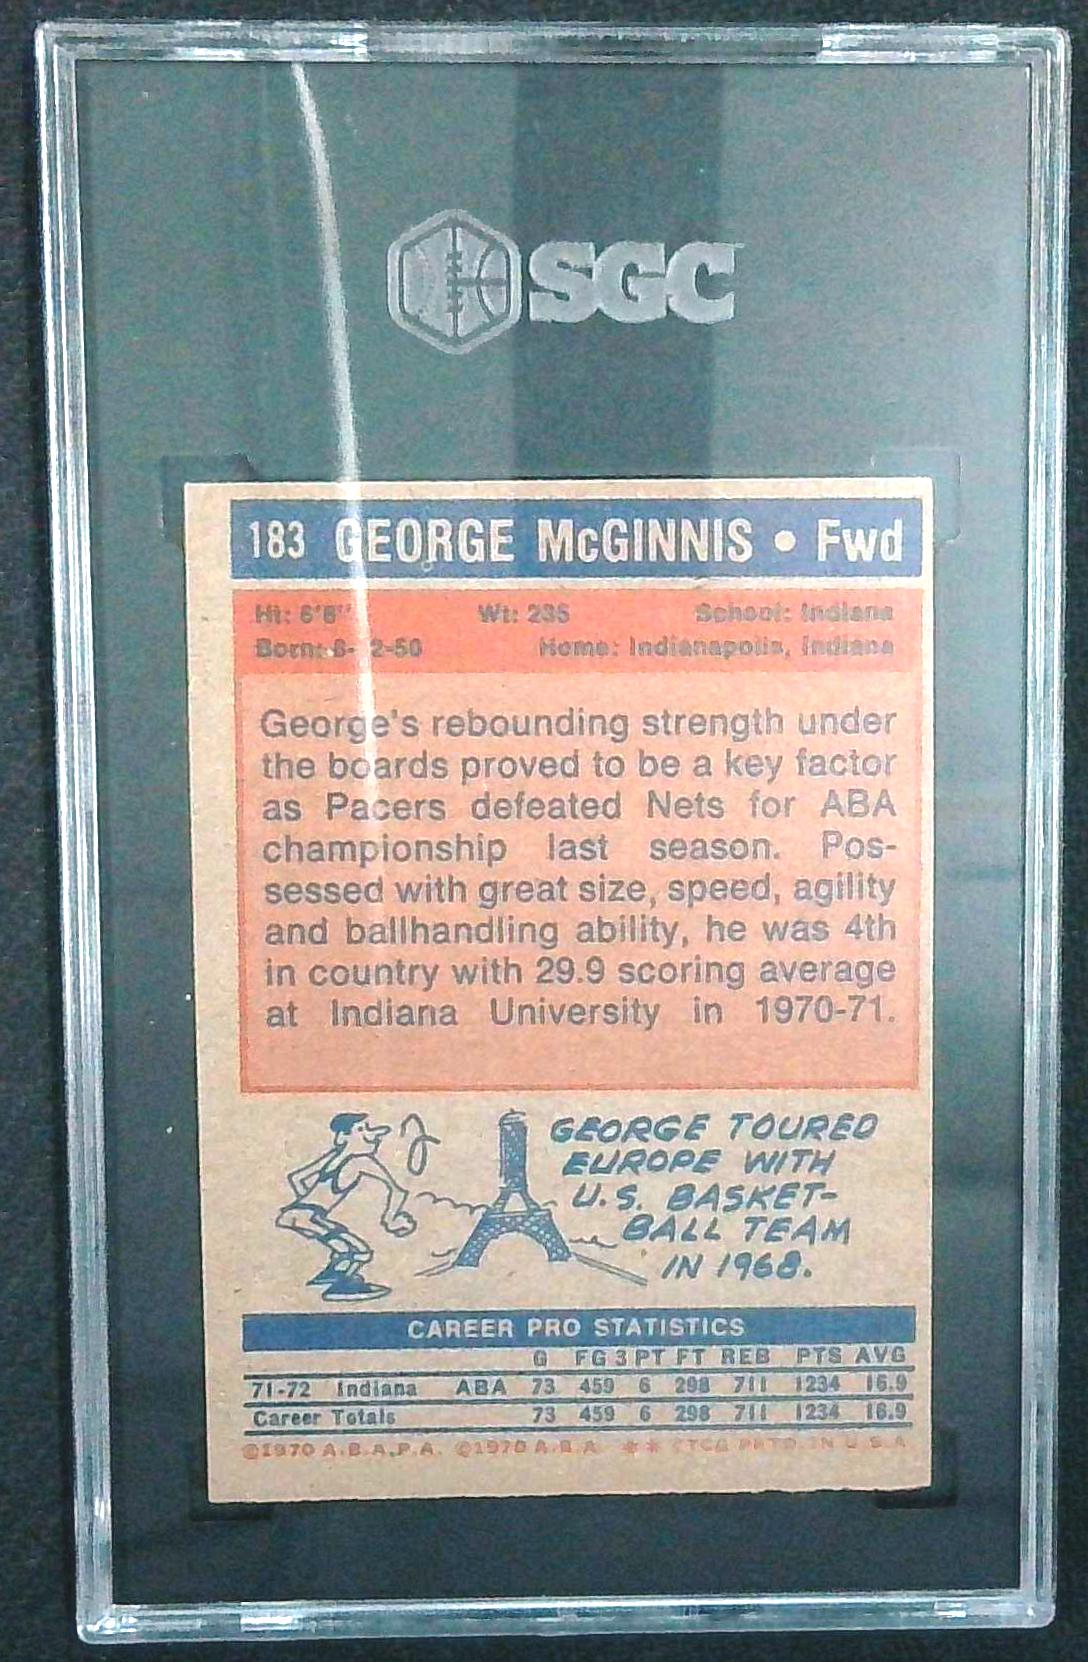 SGC
183 GEORGE McGINNIS • Fwd
Ht: 6'8" Wt: 235 School: Indiana
Born: 8- 2-50 Home: Indianapolis, Indiana
George's rebounding strength under
the boards proved to be a key factor
as Pacers defeated Nets for ABA
championship last season. Pos-
sessed with great size, speed, agility
and ballhandling ability, he was 4th
in country with 29.9 scoring average
at Indiana University in 1970-71.
GEORGE TOURED
EUROPE WITH
U.S. BASKET-
BALL TEAM
IN 1968.
CAREER PRO STATISTICS
G FG 3PT FT REB PTS AVG
71-72 Indiana ABA 73 459 6 298 711 1234 16.9
Career Totals 73 459 6 298 711 1234 16.9
©1970 A.B.A.P.A. ©1970 A.B.A. ** ©TCG PRTD. IN U.S.A.